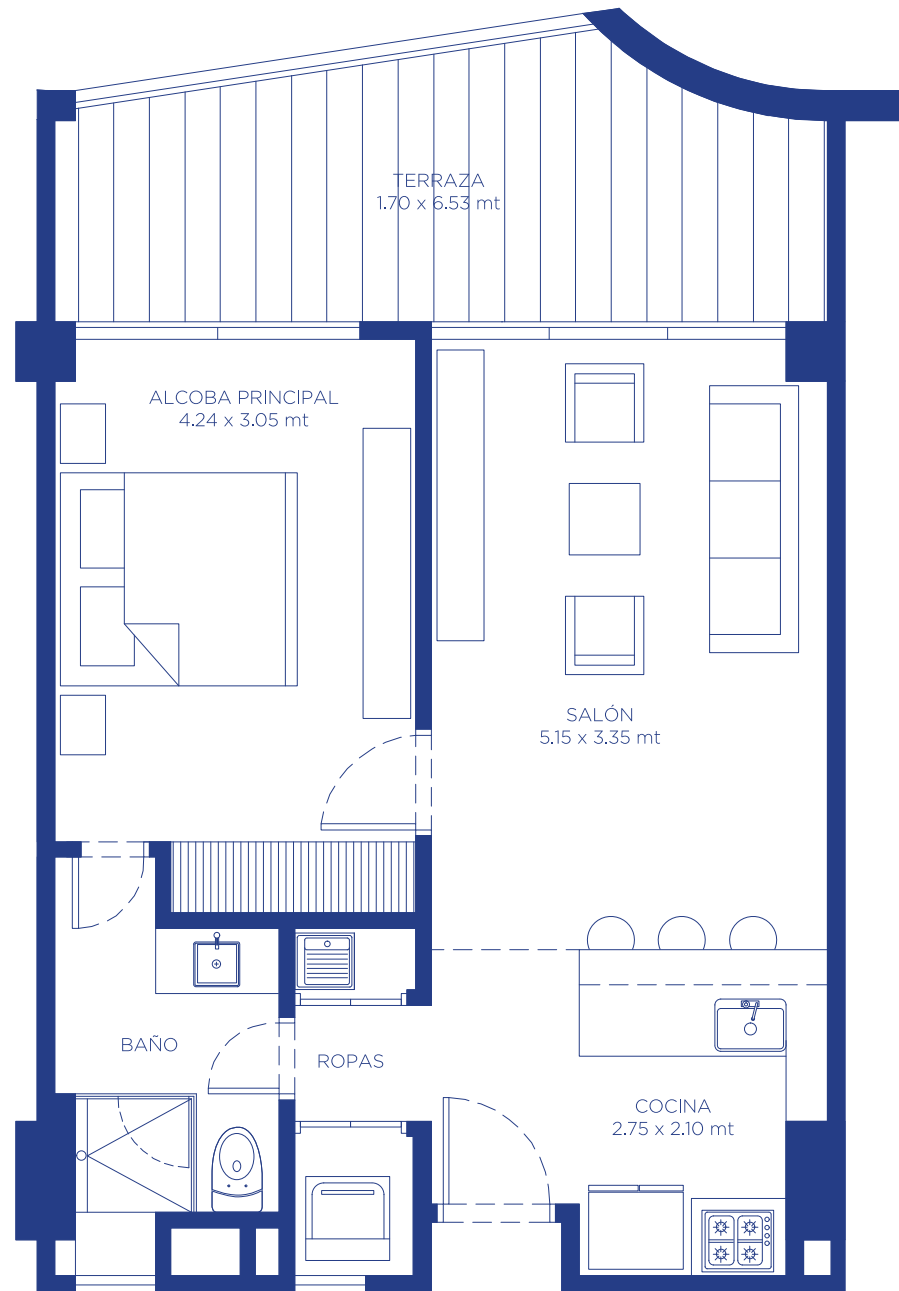 TERRAZA
1.70 x 6.53 mt
ALCOBA PRINCIPAL
4.24 x 3.05 mt
SALÓN
5.15 x 3.35 mt
BAÑO
ROPAS
COCINA
2.75 x 2.10 mt